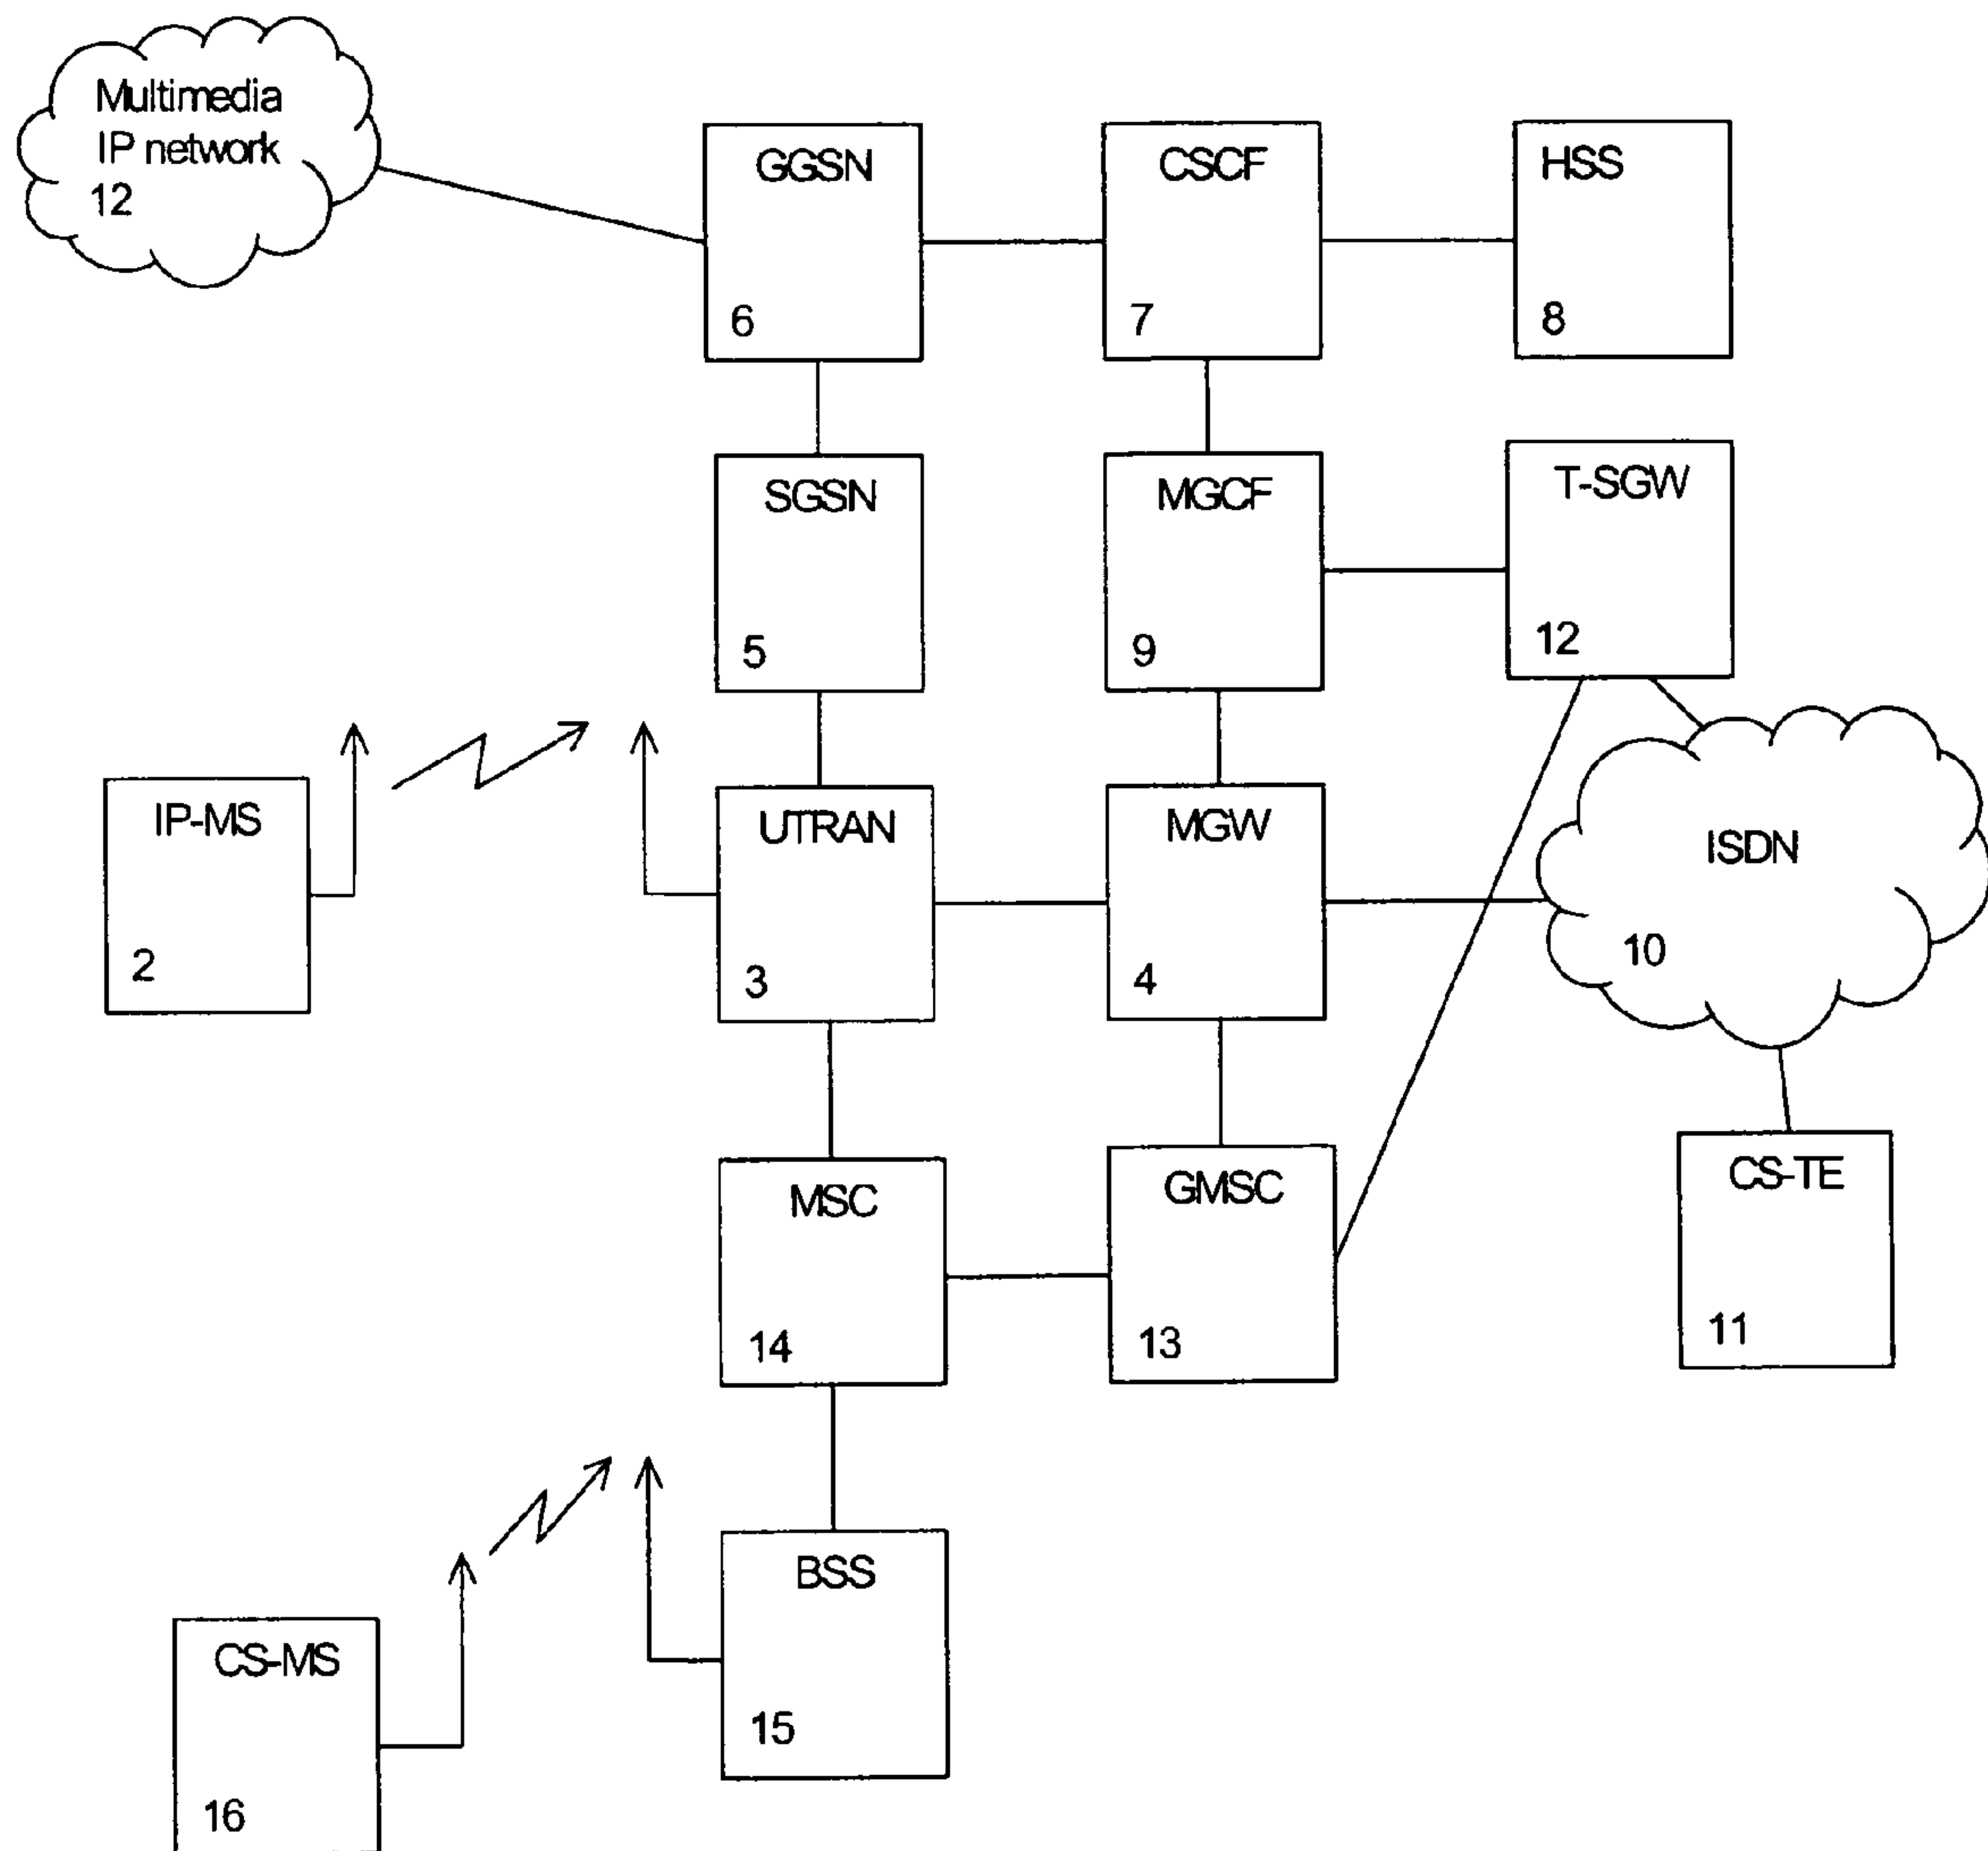 Multimedia
IP network
12
GGSN
6
CSCF
7
HSS
8
SGSN
5
MGCF
9
T-SGW
12
IP-MS
2
UTRAN
3
MGW
4
ISDN
10
MSC
14
GMSC
13
CS-TE
11
BSS
15
CS-MS
16